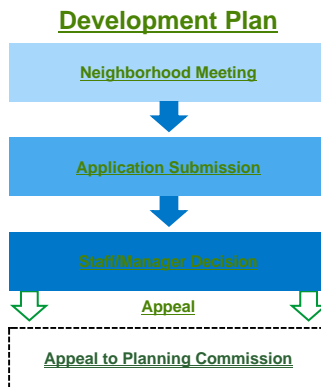 Development Plan
Neighborhood Meeting
Application Submission
Staff/Manager Decision
Appeal
Appeal to Planning Commission